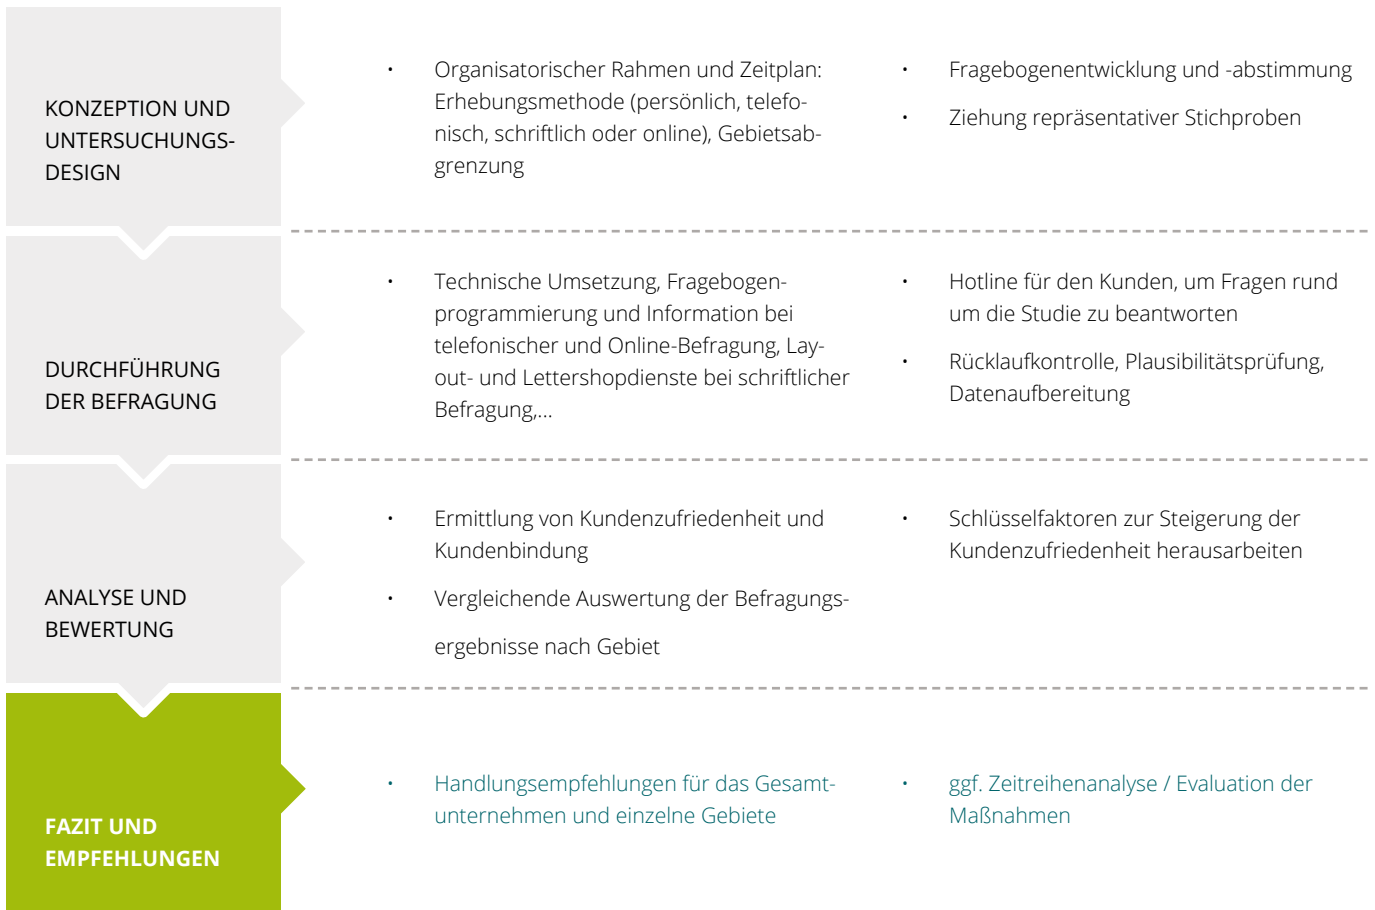 KONZEPTION UND
UNTERSUCHUNGS-
DESIGN
• Organisatorischer Rahmen und Zeitplan:
Erhebungsmethode (persönlich, telefo-
nisch, schriftlich oder online), Gebietsab-
grenzung
• Fragebogenentwicklung und -abstimmung
• Ziehung repräsentativer Stichproben
DURCHFÜHRUNG
DER BEFRAGUNG
• Technische Umsetzung, Fragebogen-
programmierung und Information bei
telefonischer und Online-Befragung, Lay-
out- und Lettershopdienste bei schriftlicher
Befragung,...
• Hotline für den Kunden, um Fragen rund
um die Studie zu beantworten
• Rücklaufkontrolle, Plausibilitätsprüfung,
Datenaufbereitung
ANALYSE UND
BEWERTUNG
• Ermittlung von Kundenzufriedenheit und
Kundenbindung
• Vergleichende Auswertung der Befragungs-
ergebnisse nach Gebiet
• Schlüsselfaktoren zur Steigerung der
Kundenzufriedenheit herausarbeiten
FAZIT UND
EMPFEHLUNGEN
• Handlungsempfehlungen für das Gesamt-
unternehmen und einzelne Gebiete
• ggf. Zeitreihenanalyse / Evaluation der
Maßnahmen